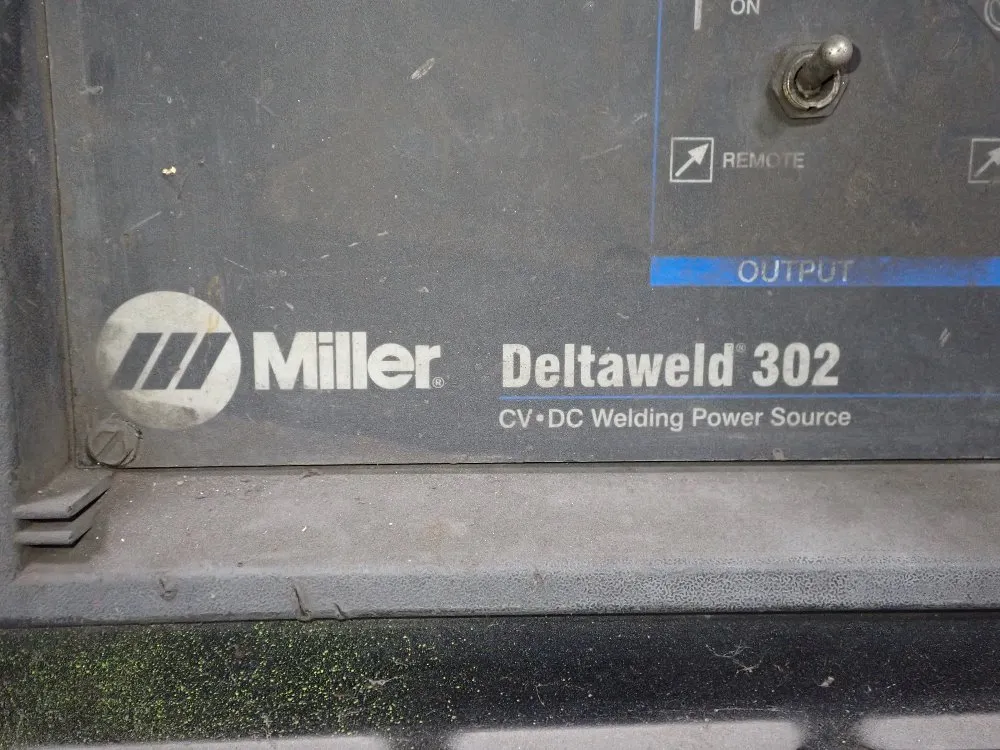 ON
REMOTE
OUTPUT
Miller®
Deltaweld® 302
CV•DC Welding Power Source